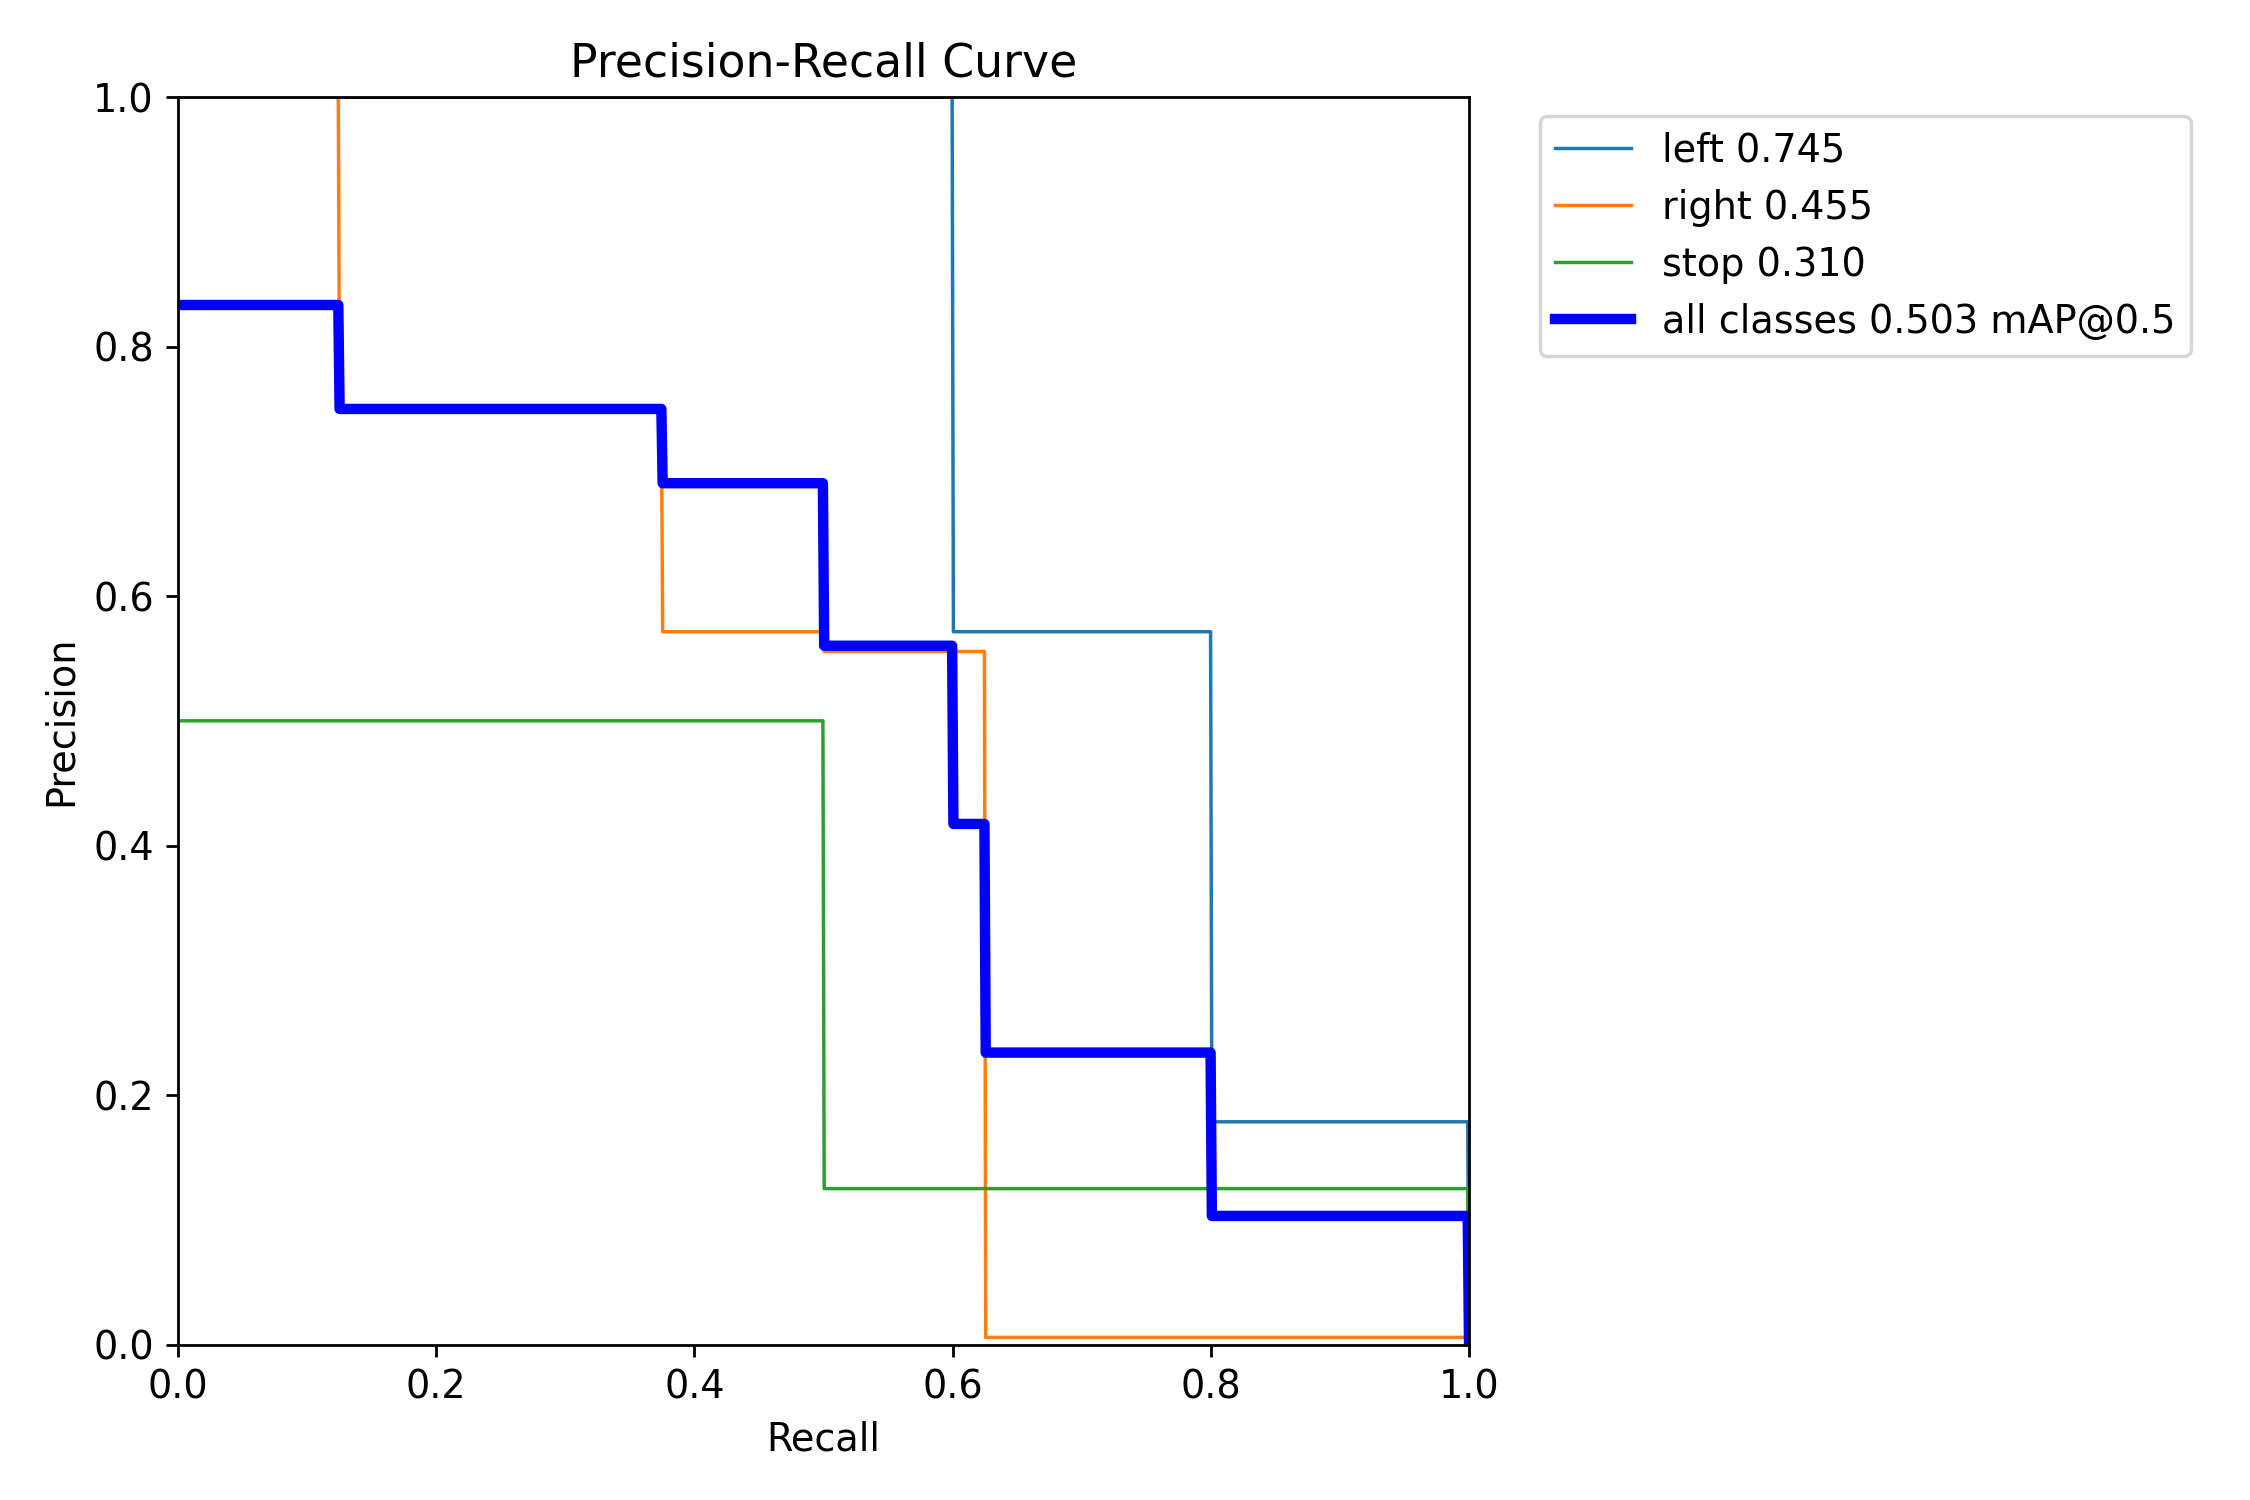 Precision-Recall Curve
1.0
0.8
0.6
0.4
0.2
0.0
Precision
0.0 0.2 0.4 0.6 0.8 1.0
Recall
left 0.745
right 0.455
stop 0.310
all classes 0.503 mAP@0.5